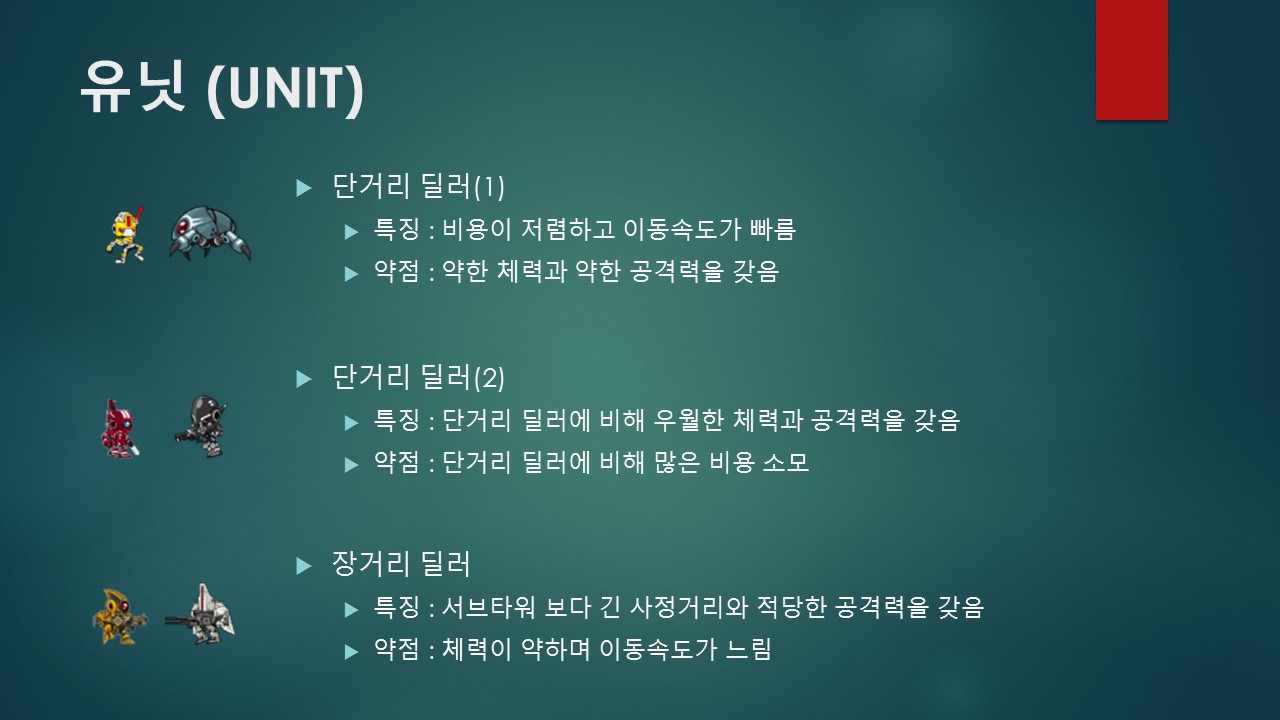 유닛 (UNIT)
단거리 딜러(1)
특징 : 비용이 저렴하고 이동속도가 빠름
약점 : 약한 체력과 약한 공격력을 갖음
단거리 딜러(2)
특징 : 단거리 딜러에 비해 우월한 체력과 공격력을 갖음
약점 : 단거리 딜러에 비해 많은 비용 소모
장거리 딜러
특징 : 서브타워 보다 긴 사정거리와 적당한 공격력을 갖음
약점 : 체력이 약하며 이동속도가 느림